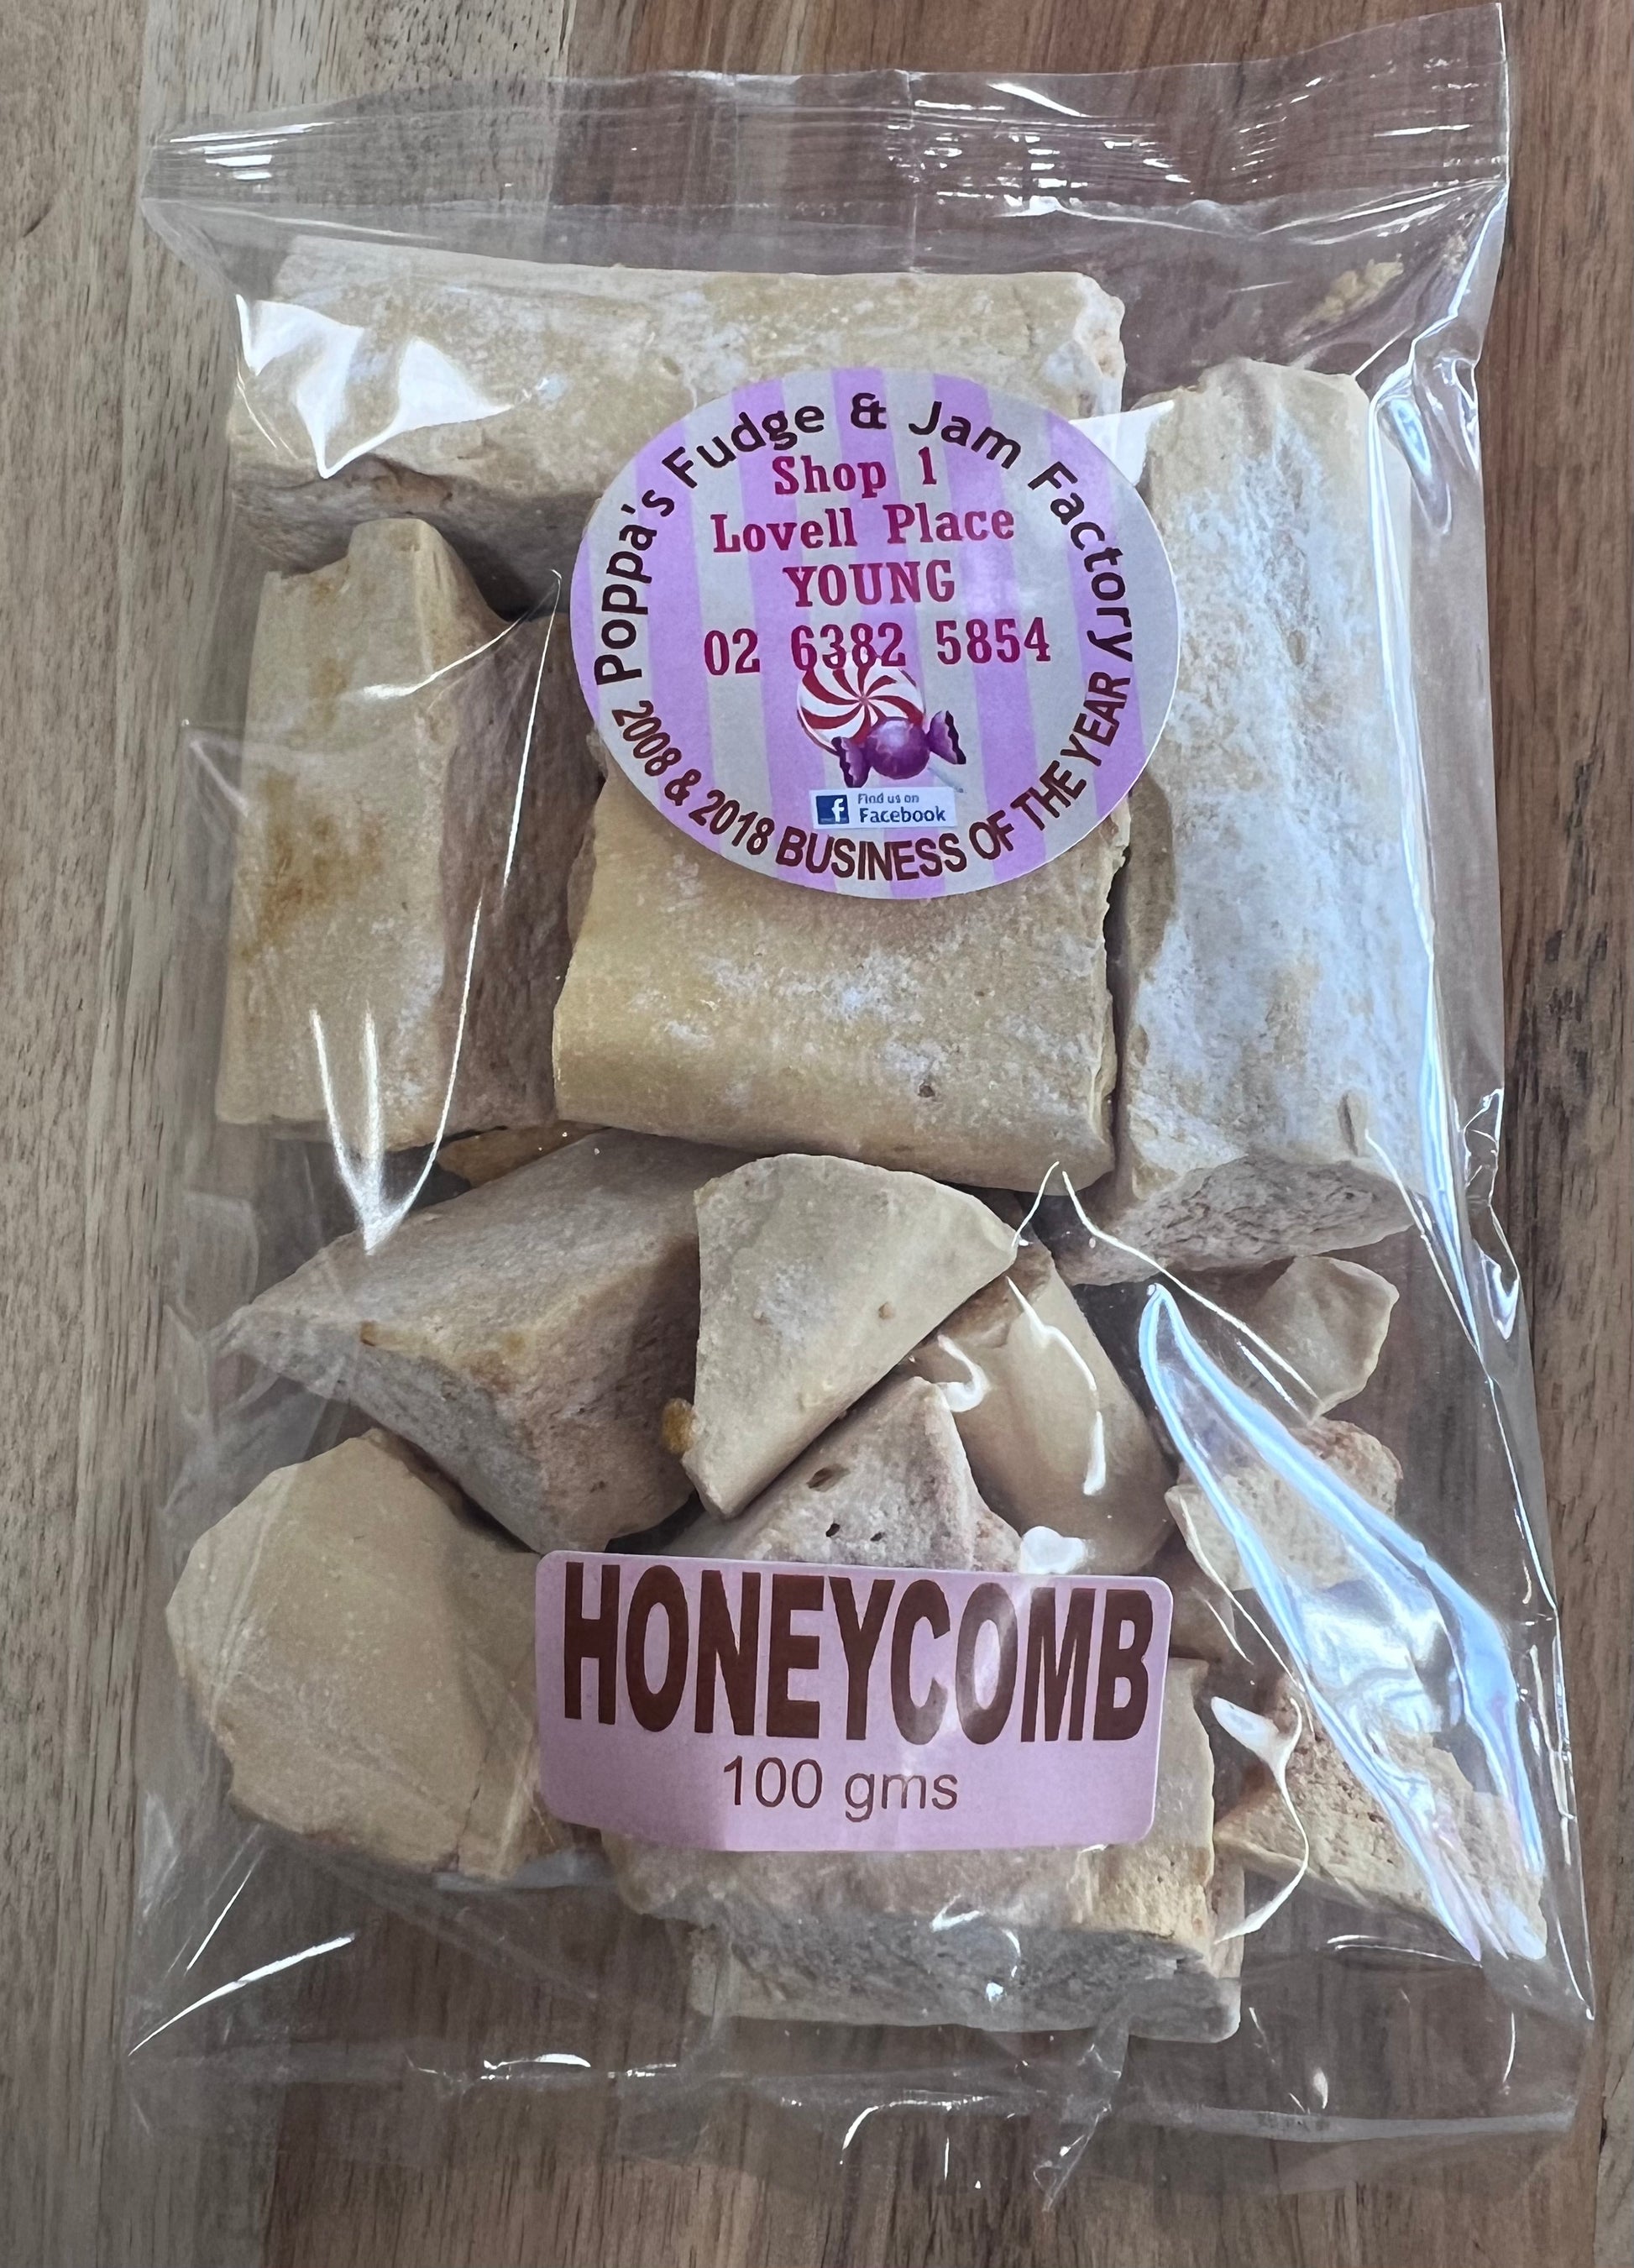 Poppa's Fudge & Jam Factory
Shop 1
Lovell Place
YOUNG
02 6382 5854
f
Find us on
Facebook
2008 & 2018 BUSINESS OF THE YEAR
HONEYCOMB
100 gms